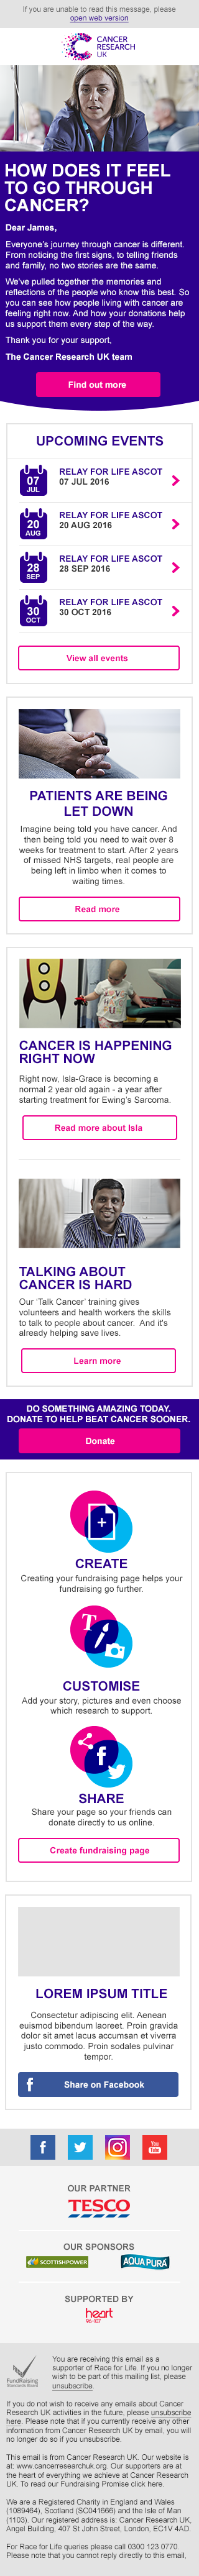 If you are unable to read this message, please
open web version
CANCER
RESEARCH
UK
HOW DOES IT FEEL
TO GO THROUGH
CANCER?
Dear James,
Everyone's journey through cancer is different.
From noticing the first signs, to telling friends
and family, no two stories are the same.
We've pulled together the memories and
reflections of the people who know this best. So
you can see how people living with cancer are
feeling right now. And how your donations help
us support them every step of the way.
Thank you for your support,
The Cancer Research UK team
Find out more
UPCOMING EVENTS
07
JUL
RELAY FOR LIFE ASCOT
07 JUL 2016
20
AUG
RELAY FOR LIFE ASCOT
20 AUG 2016
28
SEP
RELAY FOR LIFE ASCOT
28 SEP 2016
30
OCT
RELAY FOR LIFE ASCOT
30 OCT 2016
View all events
PATIENTS ARE BEING
LET DOWN
Imagine being told you have cancer. And
then being told you need to wait over 8
weeks for treatment to start. After 2 years
of missed NHS targets, real people are
being left in limbo when it comes to
waiting times.
Read more
CANCER IS HAPPENING
RIGHT NOW
Right now, Isla-Grace is becoming a
normal 2 year old again - a year after
starting treatment for Ewing's Sarcoma.
Read more about Isla
TALKING ABOUT
CANCER IS HARD
Our 'Talk Cancer' training gives
volunteers and health workers the skills
to talk to people about cancer. And it's
already helping save lives.
Learn more
DO SOMETHING AMAZING TODAY.
DONATE TO HELP BEAT CANCER SOONER.
Donate
CREATE
Creating your fundraising page helps your
fundraising go further.
T
CUSTOMISE
Add your story, pictures and even choose
which research to support.
f
SHARE
Share your page so your friends can
donate directly to us online.
Create fundraising page
LOREM IPSUM TITLE
Consectetur adipiscing elit. Aenean
euismod bibendum laoreet. Proin gravida
dolor sit amet lacus accumsan et viverra
justo commodo. Proin sodales pulvinar
tempor.
f Share on Facebook
f
You Tube
OUR PARTNER
TESCO
OUR SPONSORS
SCOTTISHPOWER
AQUA PURA
SUPPORTED BY
heart
96-107
FundRaising
Standards Board
You are receiving this email as a
supporter of Race for Life. If you no longer
wish to be part of this mailing list, please
unsubscribe.
If you do not wish to receive any emails about Cancer
Research UK activities in the future, please unsubscribe
here. Please note that if you currently receive any other
information from Cancer Research UK by email, you will
no longer do so if you unsubscribe.
This email is from Cancer Research UK. Our website is
at: www.cancerresearchuk.org. Our supporters are at
the heart of everything we achieve at Cancer Research
UK. To read our Fundraising Promise click here.
We are a Registered Charity in England and Wales
(1089464), Scotland (SC041666) and the Isle of Man
(1103). Our registered address is: Cancer Research UK,
Angel Building, 407 St John Street, London, EC1V 4AD.
For Race for Life queries please call 0300 123 0770.
Please note that you cannot reply directly to this email,